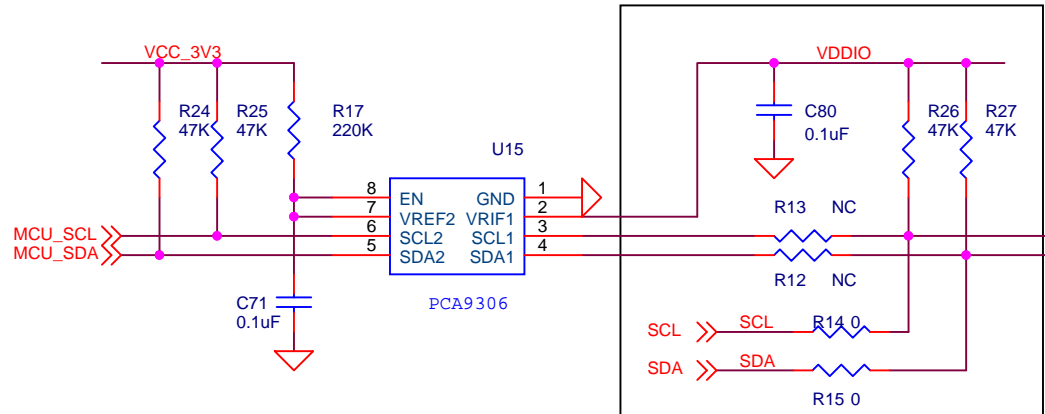 VCC_3V3
VDDIO
R24
47K
R25
47K
R17
220K
C80
0.1uF
R26
47K
R27
47K
U15
8 EN GND 1
7 VREF2 VRIF1 2
6 SCL2 SCL1 3
5 SDA2 SDA1 4
MCU_SCL
MCU_SDA
R13 NC
R12 NC
C71
0.1uF
PCA9306
SCL SCL R14 0
SDA SDA
R15 0